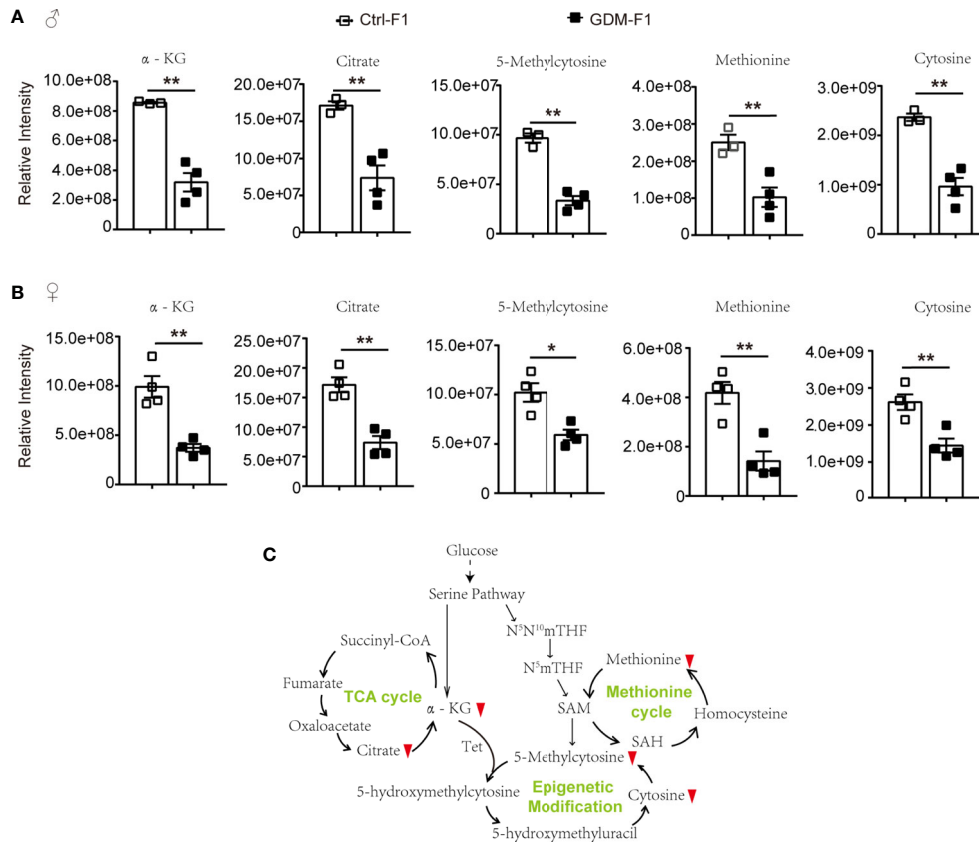 A ♂ Ctrl-F1 GDM-F1
α - KG Citrate 5-Methylcytosine Methionine Cytosine
Relative Intensity
10.0e+08
8.0e+08
6.0e+08
4.0e+08
2.0e+08
0
**
20.0e+07
15.0e+07
10.0e+07
5.0e+07
0
**
15.0e+07
10.0e+07
5.0e+07
0
**
4.0e+08
3.0e+08
2.0e+08
1.0e+08
0
**
3.0e+09
2.0e+09
1.0e+09
0
**
B ♀
α - KG Citrate 5-Methylcytosine Methionine Cytosine
Relative Intensity
15.0e+08
10.0e+08
5.0e+08
0
**
25.0e+07
20.0e+07
15.0e+07
10.0e+07
5.0e+07
0
**
15.0e+07
10.0e+07
5.0e+07
0
*
6.0e+08
4.0e+08
2.0e+08
0
**
4.0e+09
3.0e+09
2.0e+09
1.0e+09
0
**
C
Glucose
Serine Pathway
N⁵N¹⁰mTHF
N⁵mTHF
SAM
Succinyl-CoA
Fumarate
Oxaloacetate
Citrate
α - KG
TCA cycle
Tet
Methionine
Methionine
cycle
Homocysteine
SAH
5-Methylcytosine
5-hydroxymethylcytosine
Epigenetic
Modification
Cytosine
5-hydroxymethyluracil